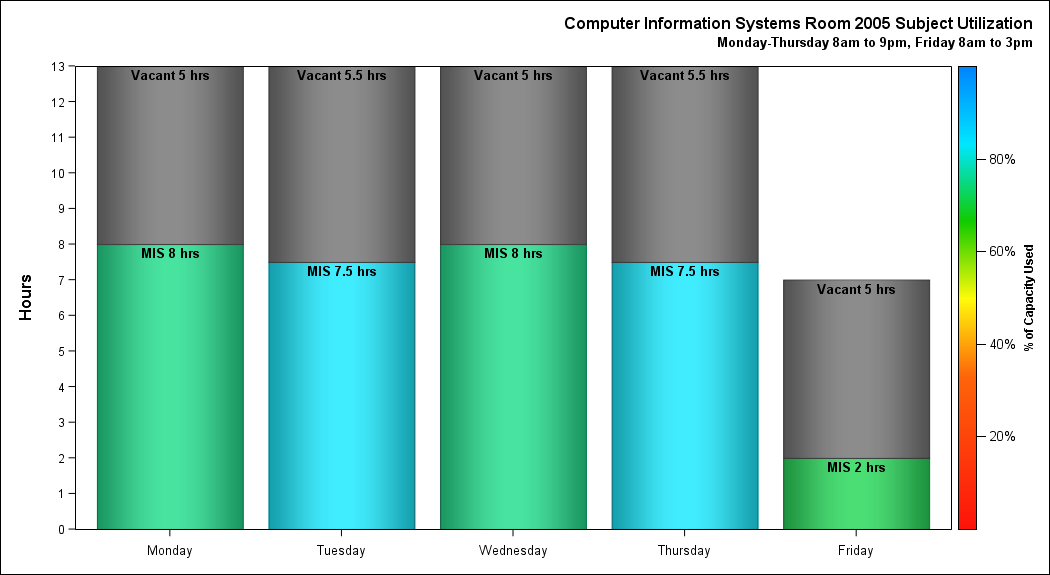 Computer Information Systems Room 2005 Subject Utilization
Monday-Thursday 8am to 9pm, Friday 8am to 3pm
13
12
11
10
9
8
7
6
5
4
3
2
1
0
Hours
Vacant 5 hrs
Vacant 5.5 hrs
Vacant 5 hrs
Vacant 5.5 hrs
Vacant 5 hrs
MIS 8 hrs
MIS 7.5 hrs
MIS 8 hrs
MIS 7.5 hrs
MIS 2 hrs
Monday
Tuesday
Wednesday
Thursday
Friday
80%
60%
40%
20%
% of Capacity Used